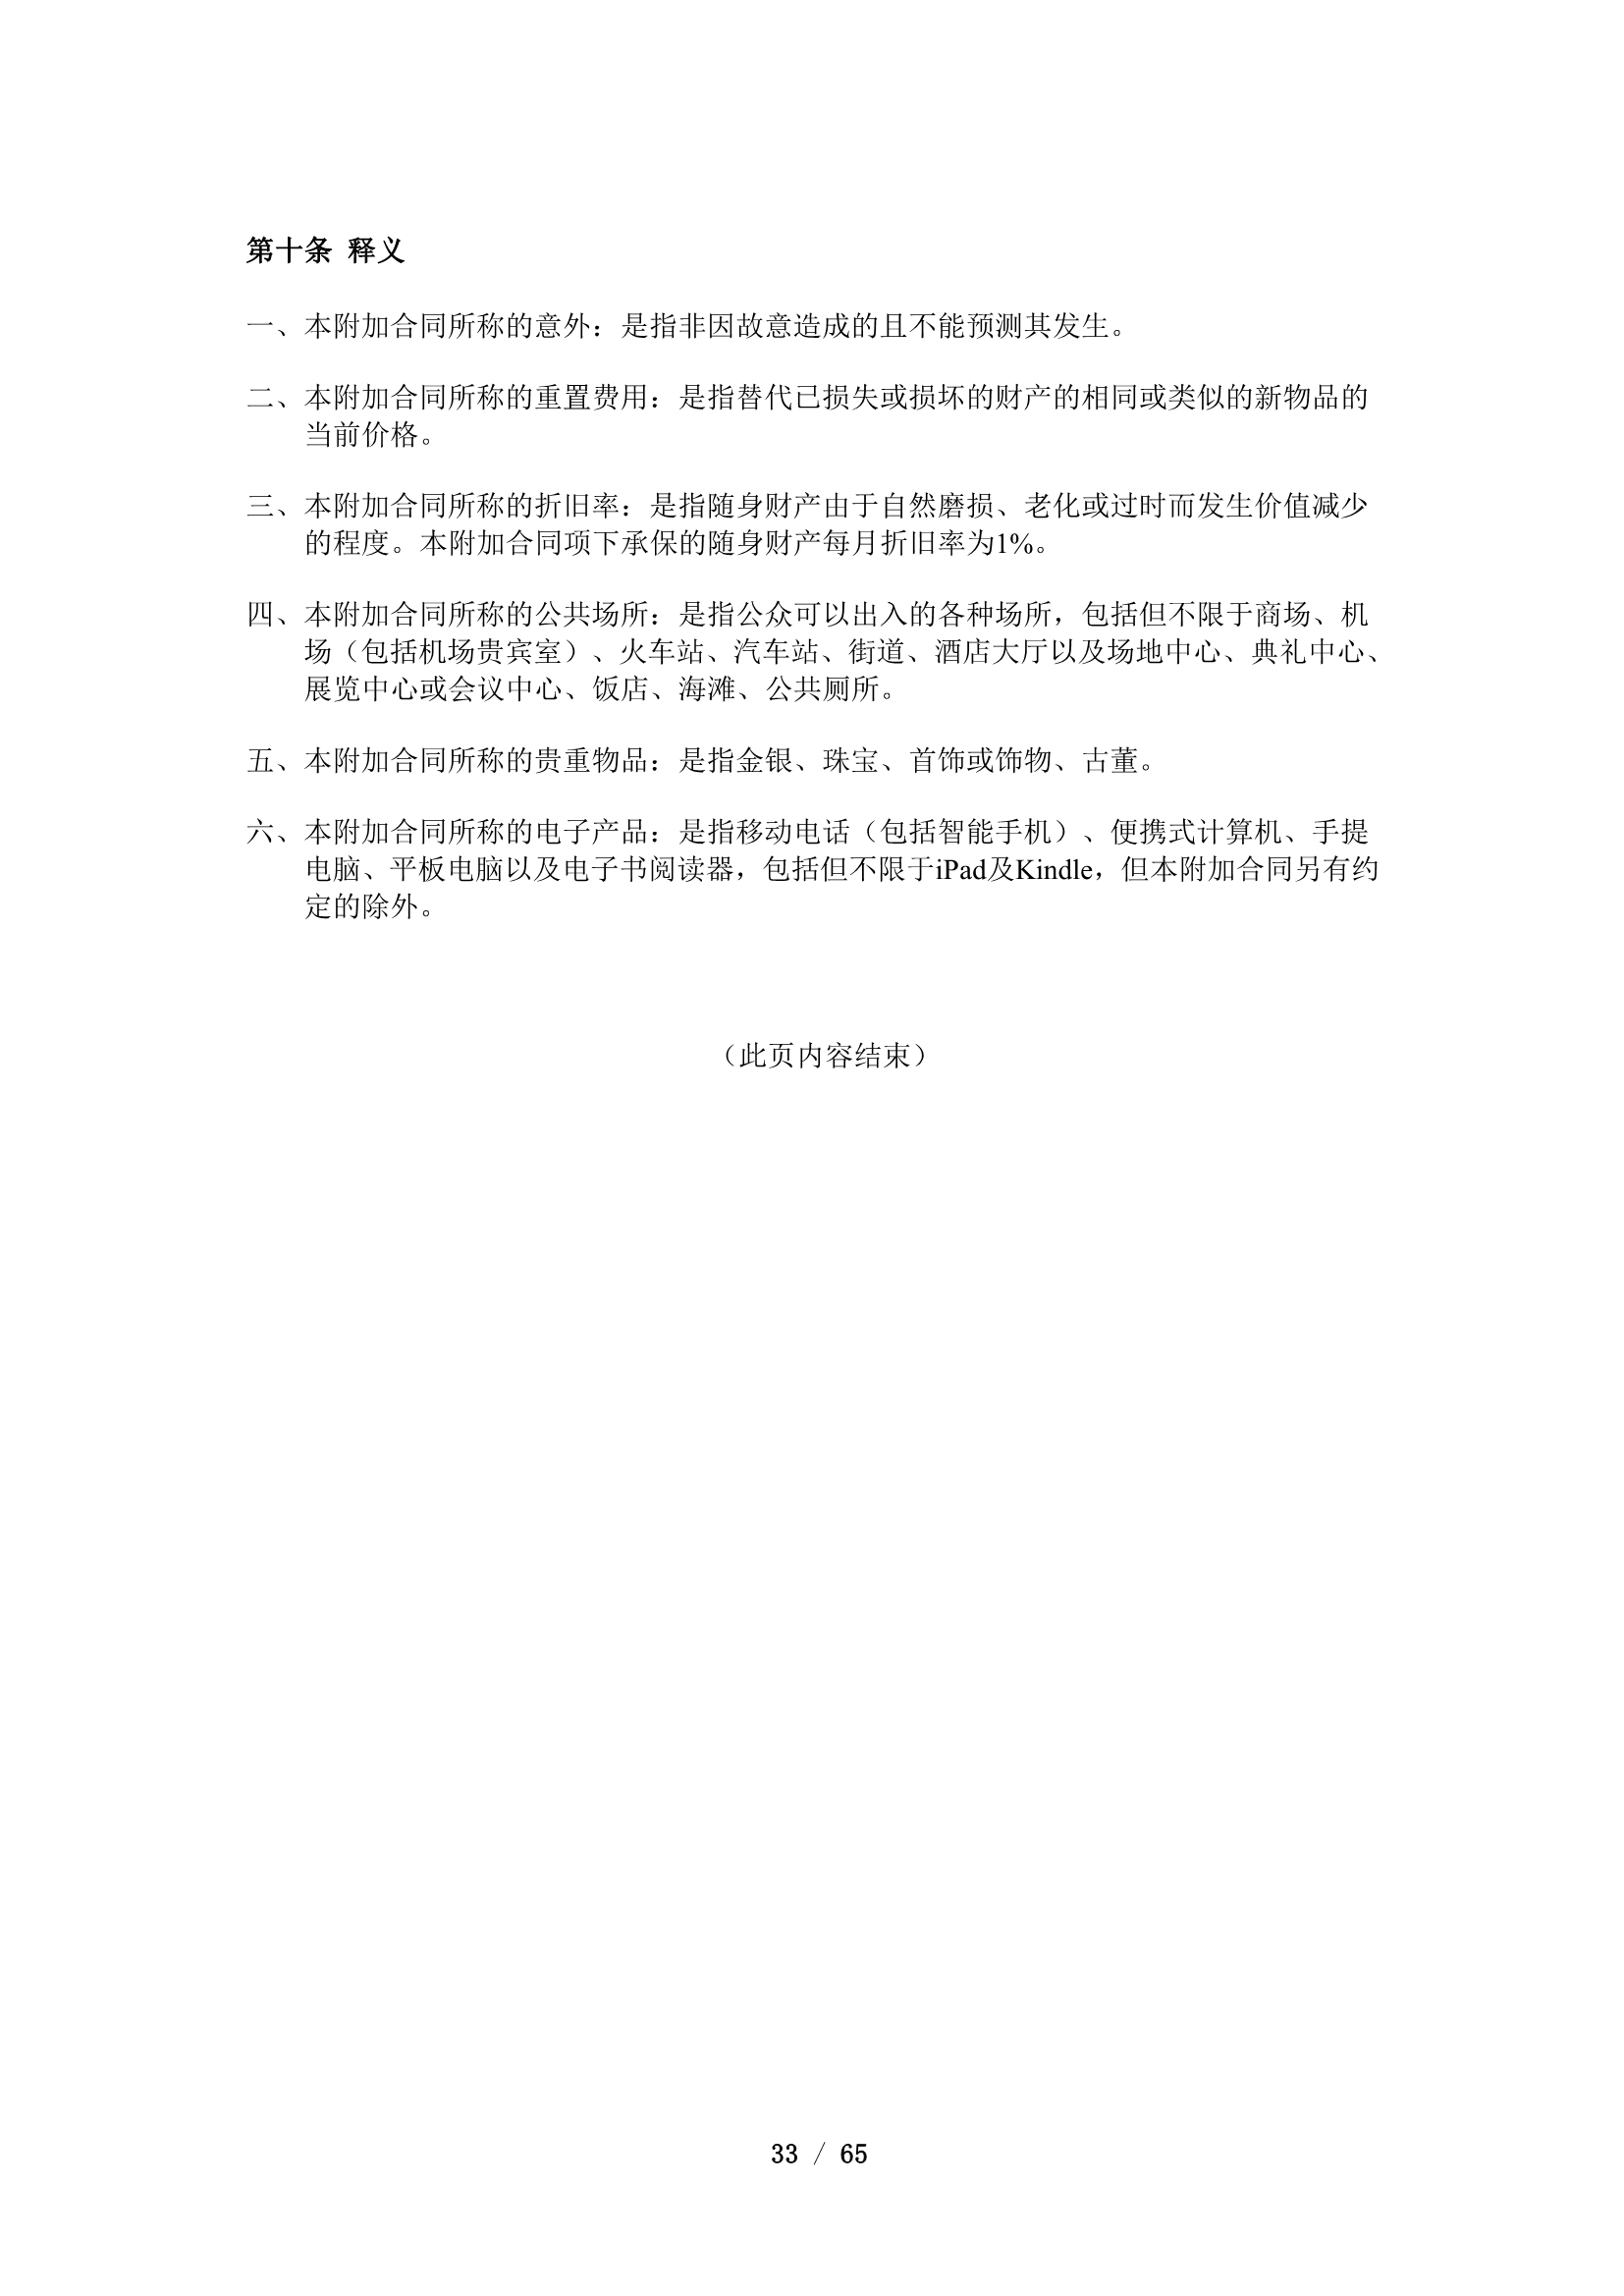 第十条 释义
一、本附加合同所称的意外：是指非因故意造成的且不能预测其发生。
二、本附加合同所称的重置费用：是指替代已损失或损坏的财产的相同或类似的新物品的
当前价格。
三、本附加合同所称的折旧率：是指随身财产由于自然磨损、老化或过时而发生价值减少
的程度。本附加合同项下承保的随身财产每月折旧率为1%。
四、本附加合同所称的公共场所：是指公众可以出入的各种场所，包括但不限于商场、机
场（包括机场贵宾室）、火车站、汽车站、街道、酒店大厅以及场地中心、典礼中心、
展览中心或会议中心、饭店、海滩、公共厕所。
五、本附加合同所称的贵重物品：是指金银、珠宝、首饰或饰物、古董。
六、本附加合同所称的电子产品：是指移动电话（包括智能手机）、便携式计算机、手提
电脑、平板电脑以及电子书阅读器，包括但不限于iPad及Kindle，但本附加合同另有约
定的除外。
（此页内容结束）
33 / 65